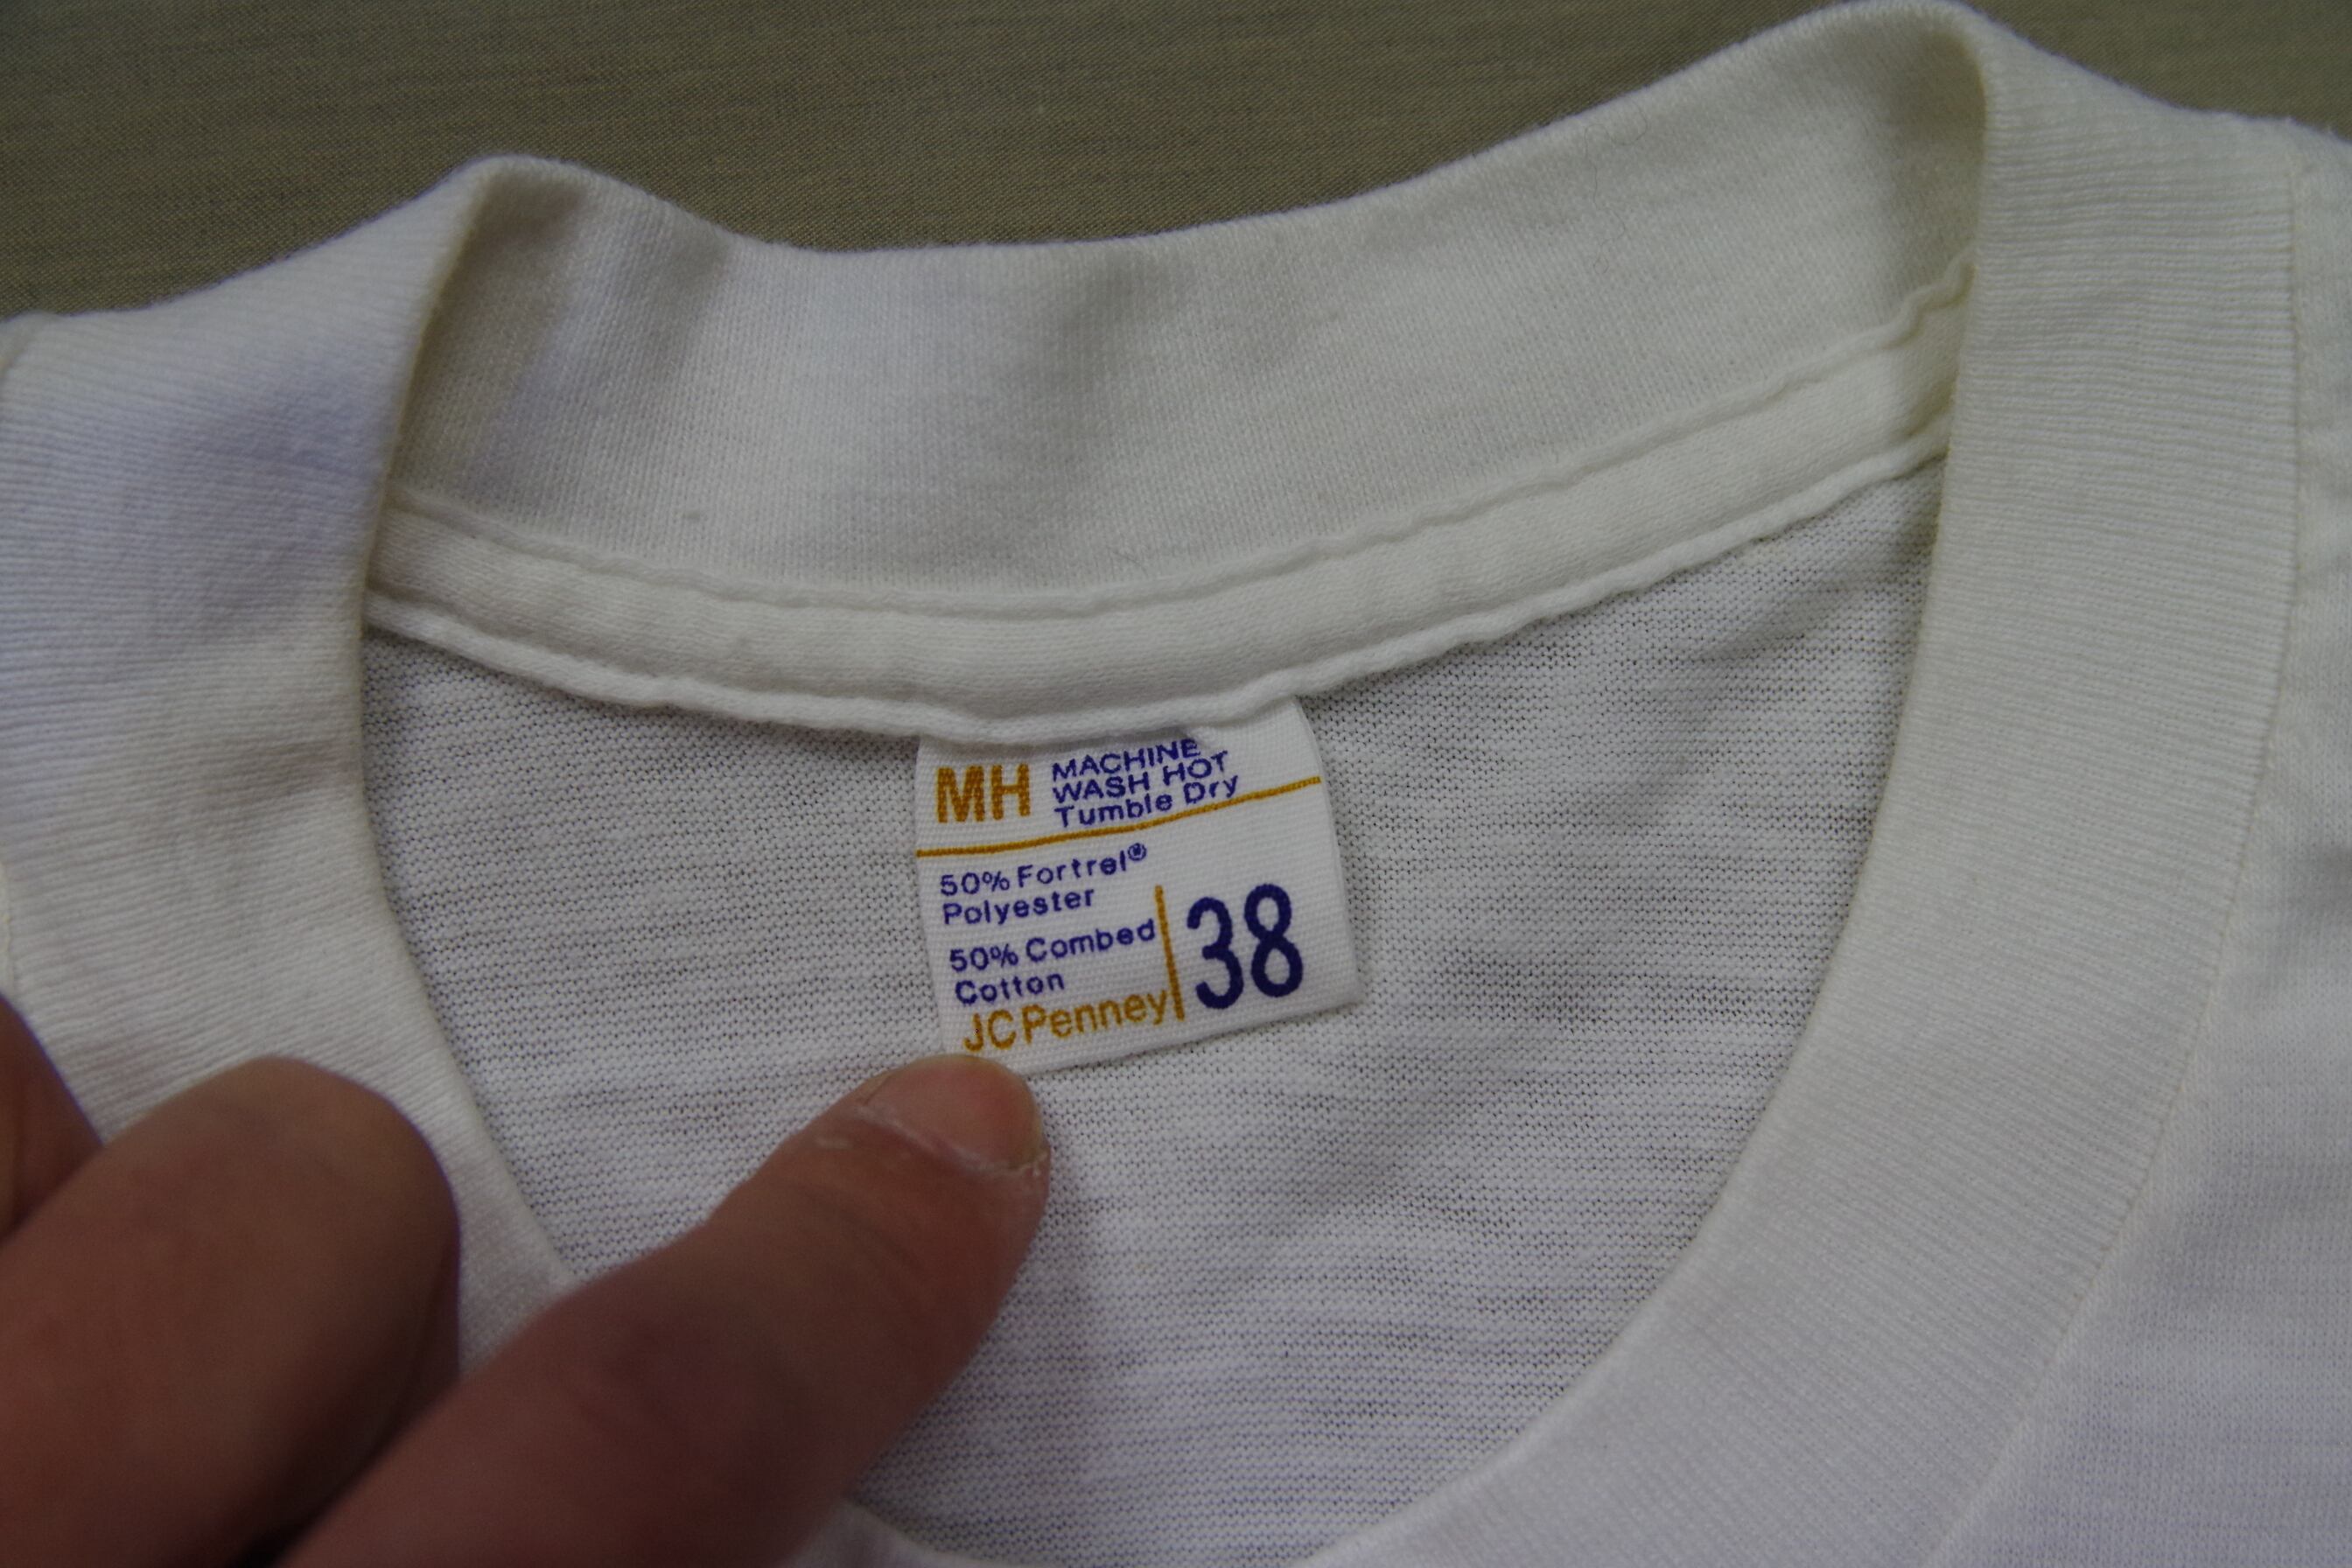 MH MACHINE
WASH HOT
Tumble Dry
50% Fortrel®
Polyester
50% Combed
Cotton
JCPenney
38